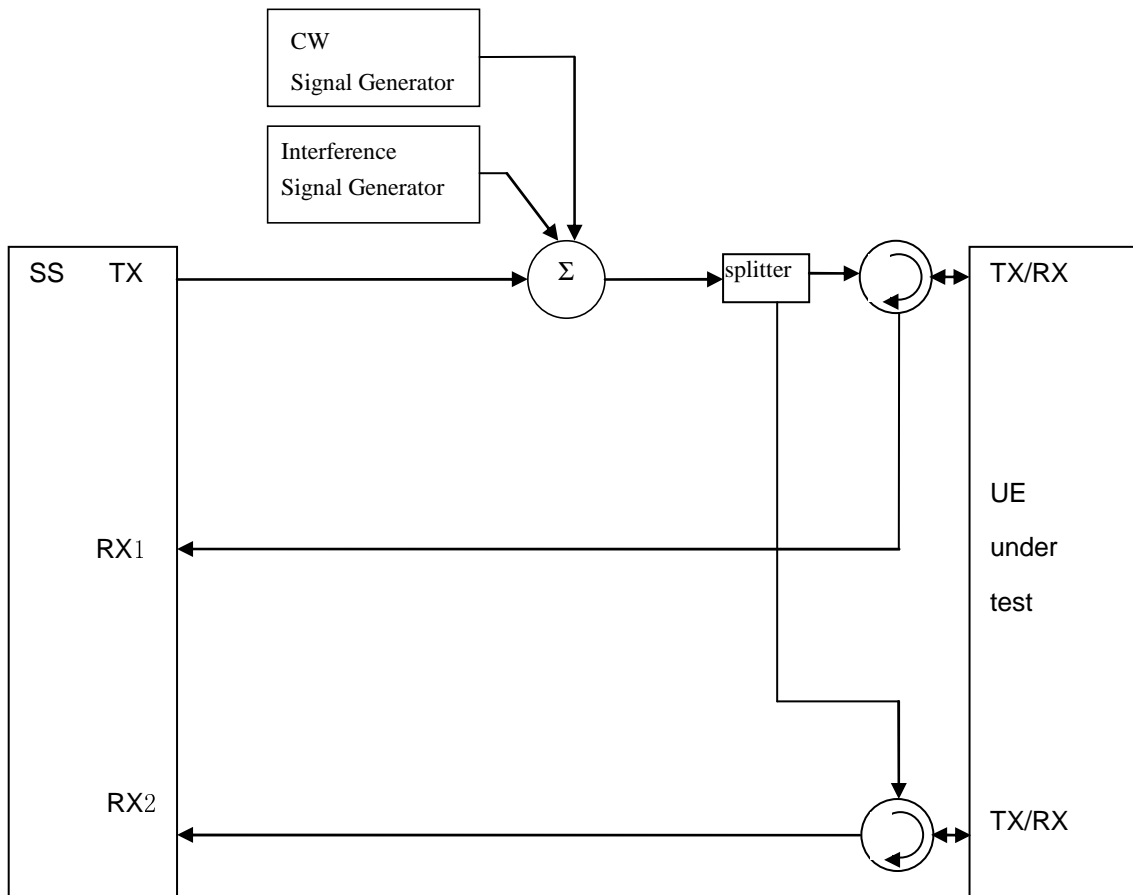 CW
Signal Generator
Interference
Signal Generator
SS TX
Σ
splitter
TX/RX
RX1
UE
under
test
RX2
TX/RX